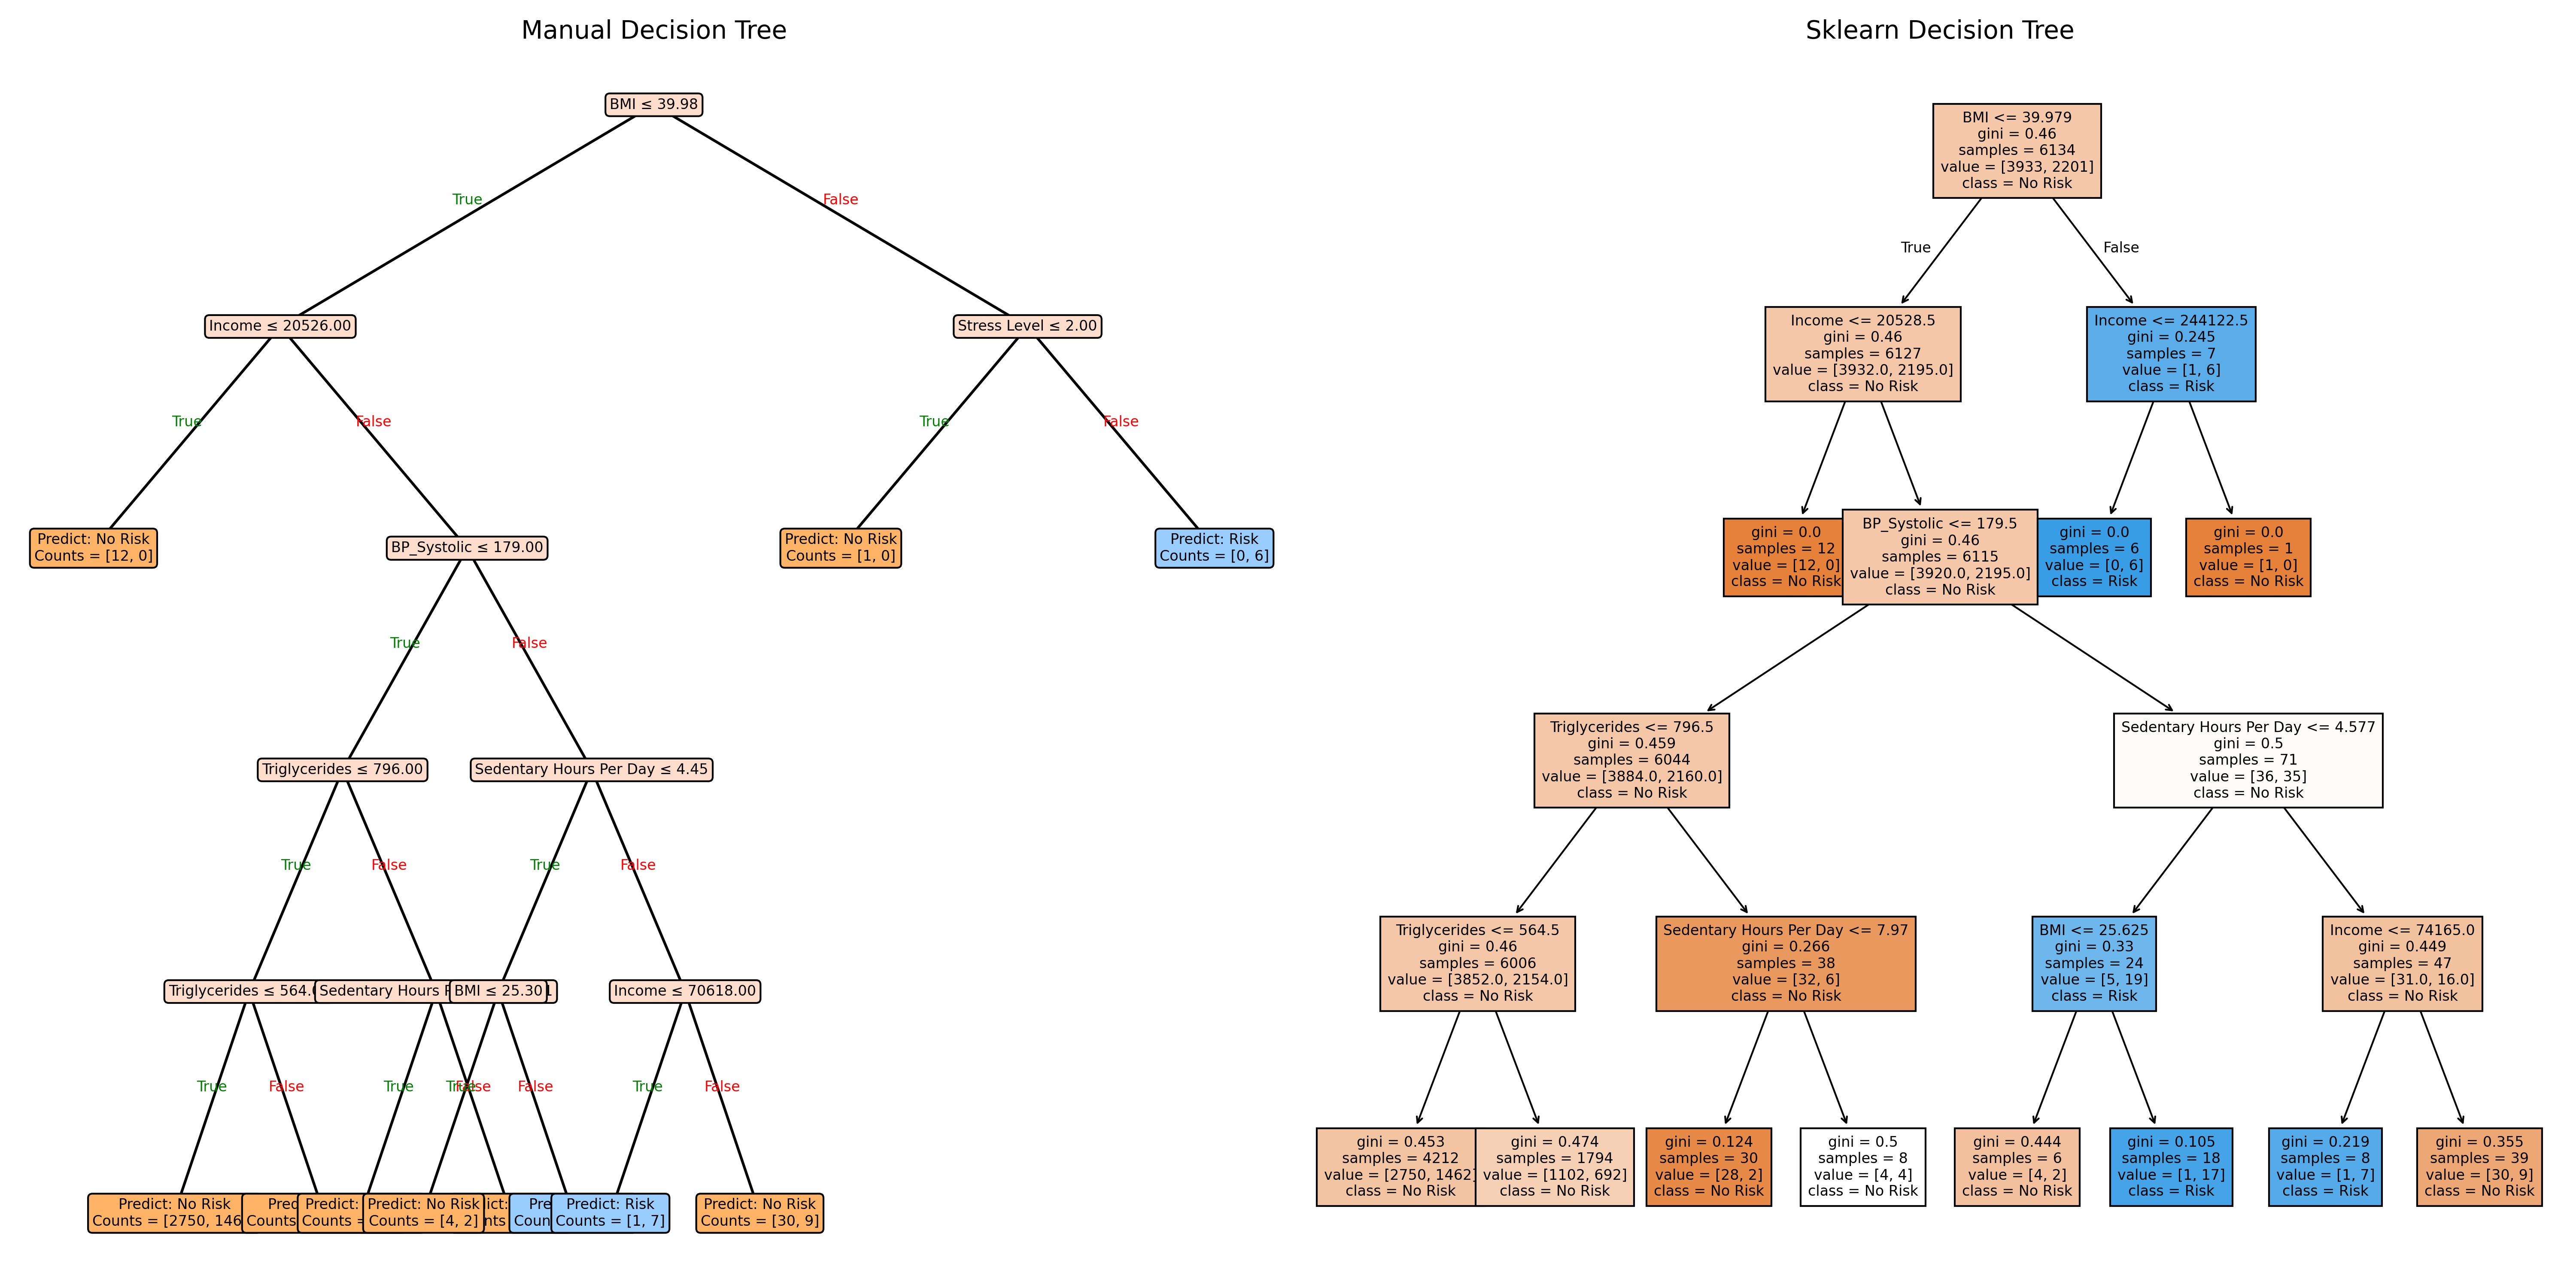 Manual Decision Tree
BMI ≤ 39.98
True
False
Income ≤ 20526.00
Stress Level ≤ 2.00
True
False
True
False
Predict: No Risk
Counts = [12, 0]
BP_Systolic ≤ 179.00
Predict: No Risk
Counts = [1, 0]
Predict: Risk
Counts = [0, 6]
True
False
Triglycerides ≤ 796.00
Sedentary Hours Per Day ≤ 4.45
True
False
True
False
Triglycerides ≤ 564.
Sedentary Hours
BMI ≤ 25.30
Income ≤ 70618.00
True
False
True
False
True
False
True
False
Predict: No Risk
Counts = [2750, 146
Counts
Predict:
Counts =
Predict: No Risk
Counts = [4, 2]
Predict: Risk
Counts = [1, 7]
Predict: No Risk
Counts = [30, 9]
Sklearn Decision Tree
BMI <= 39.979
gini = 0.46
samples = 6134
value = [3933, 2201]
class = No Risk
True
False
Income <= 20528.5
gini = 0.46
samples = 6127
value = [3932.0, 2195.0]
class = No Risk
Income <= 244122.5
gini = 0.245
samples = 7
value = [1, 6]
class = Risk
gini = 0.0
samples = 12
value = [12, 0]
class = No Risk
BP_Systolic <= 179.5
gini = 0.46
samples = 6115
value = [3920.0, 2195.0]
class = No Risk
gini = 0.0
samples = 6
value = [0, 6]
class = Risk
gini = 0.0
samples = 1
value = [1, 0]
class = No Risk
Triglycerides <= 796.5
gini = 0.459
samples = 6044
value = [3884.0, 2160.0]
class = No Risk
Sedentary Hours Per Day <= 4.577
gini = 0.5
samples = 71
value = [36, 35]
class = No Risk
Triglycerides <= 564.5
gini = 0.46
samples = 6006
value = [3852.0, 2154.0]
class = No Risk
Sedentary Hours Per Day <= 7.97
gini = 0.266
samples = 38
value = [32, 6]
class = No Risk
BMI <= 25.625
gini = 0.33
samples = 24
value = [5, 19]
class = Risk
Income <= 74165.0
gini = 0.449
samples = 47
value = [31.0, 16.0]
class = No Risk
gini = 0.453
samples = 4212
value = [2750, 1462]
class = No Risk
gini = 0.474
samples = 1794
value = [1102, 692]
class = No Risk
gini = 0.124
samples = 30
value = [28, 2]
class = No Risk
gini = 0.5
samples = 8
value = [4, 4]
class = No Risk
gini = 0.444
samples = 6
value = [4, 2]
class = No Risk
gini = 0.105
samples = 18
value = [1, 17]
class = Risk
gini = 0.219
samples = 8
value = [1, 7]
class = Risk
gini = 0.355
samples = 39
value = [30, 9]
class = No Risk